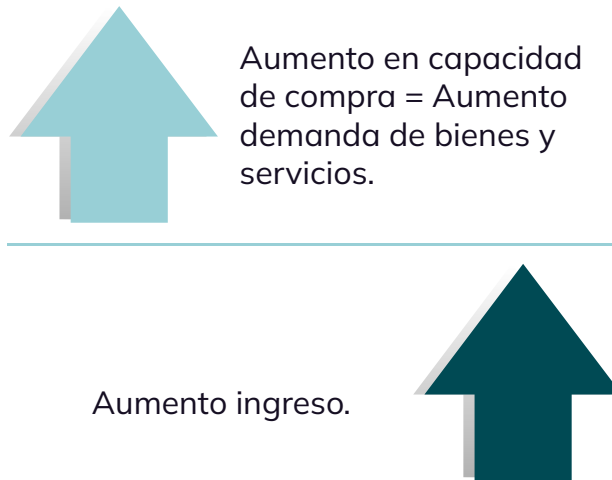 Aumento en capacidad
de compra = Aumento
demanda de bienes y
servicios.
Aumento ingreso.